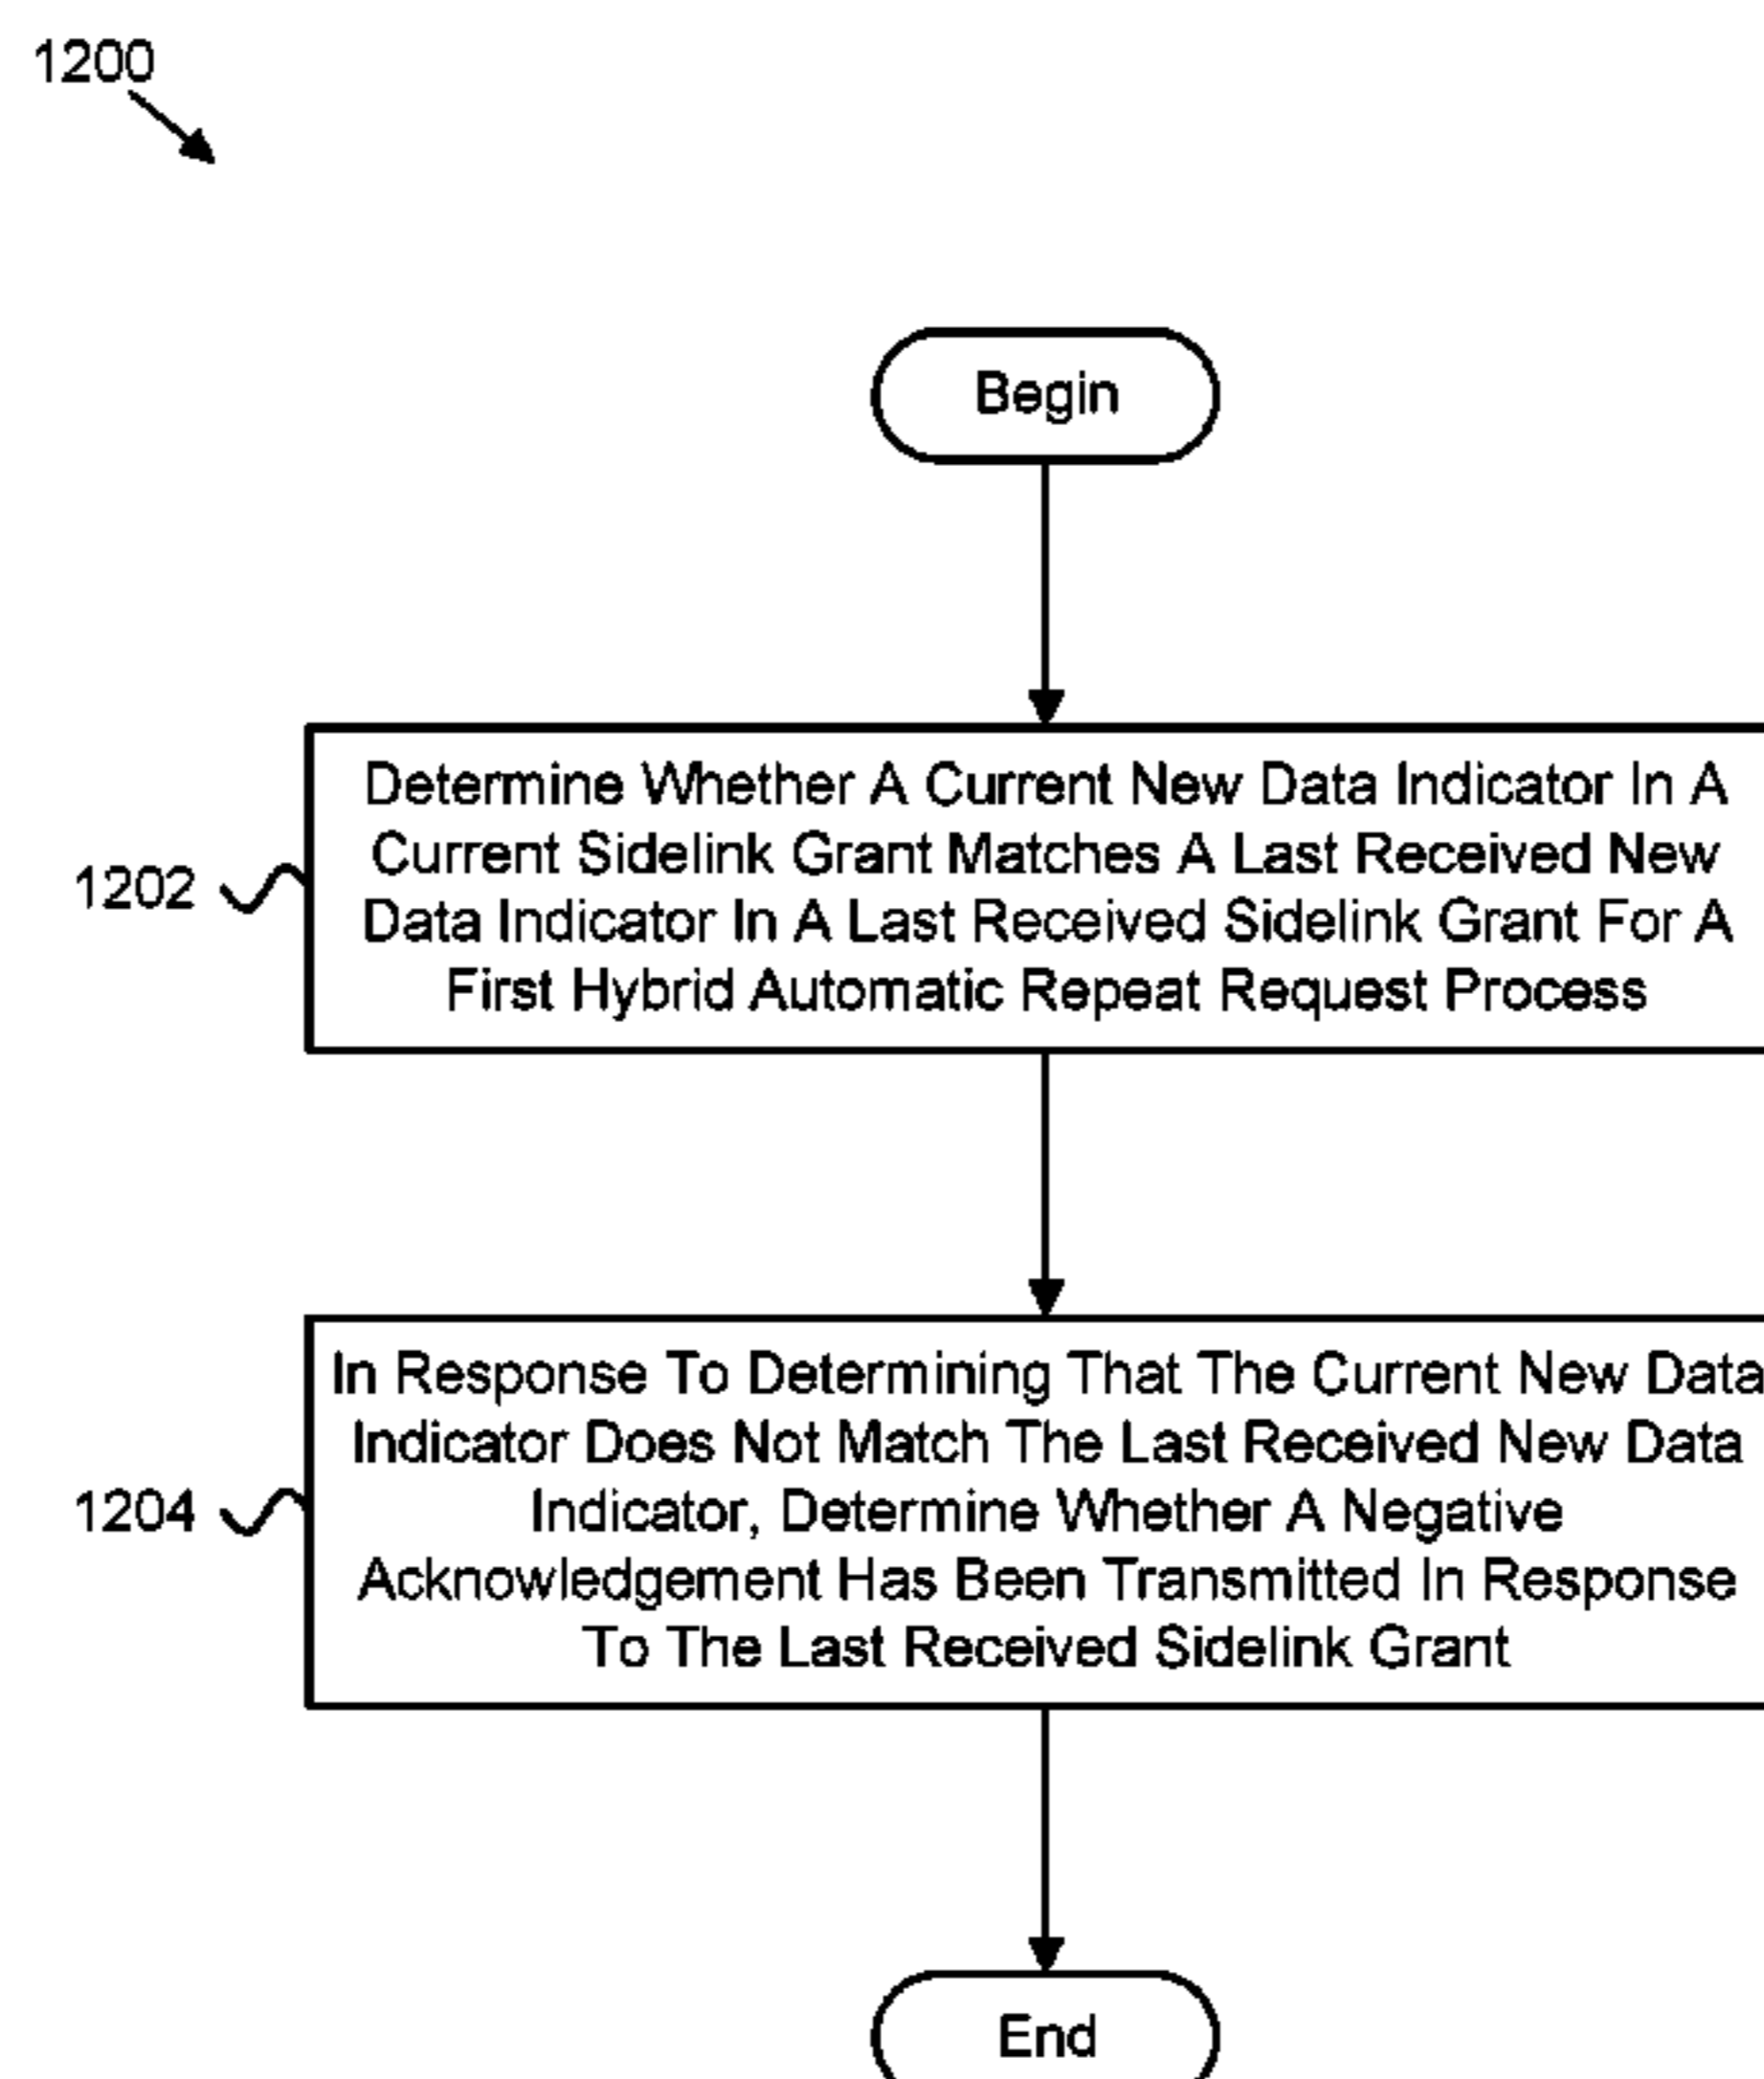 1200
Begin
Determine Whether A Current New Data Indicator In A
Current Sidelink Grant Matches A Last Received New
Data Indicator In A Last Received Sidelink Grant For A
First Hybrid Automatic Repeat Request Process
1202
In Response To Determining That The Current New Data
Indicator Does Not Match The Last Received New Data
Indicator, Determine Whether A Negative
Acknowledgement Has Been Transmitted In Response
To The Last Received Sidelink Grant
1204
End